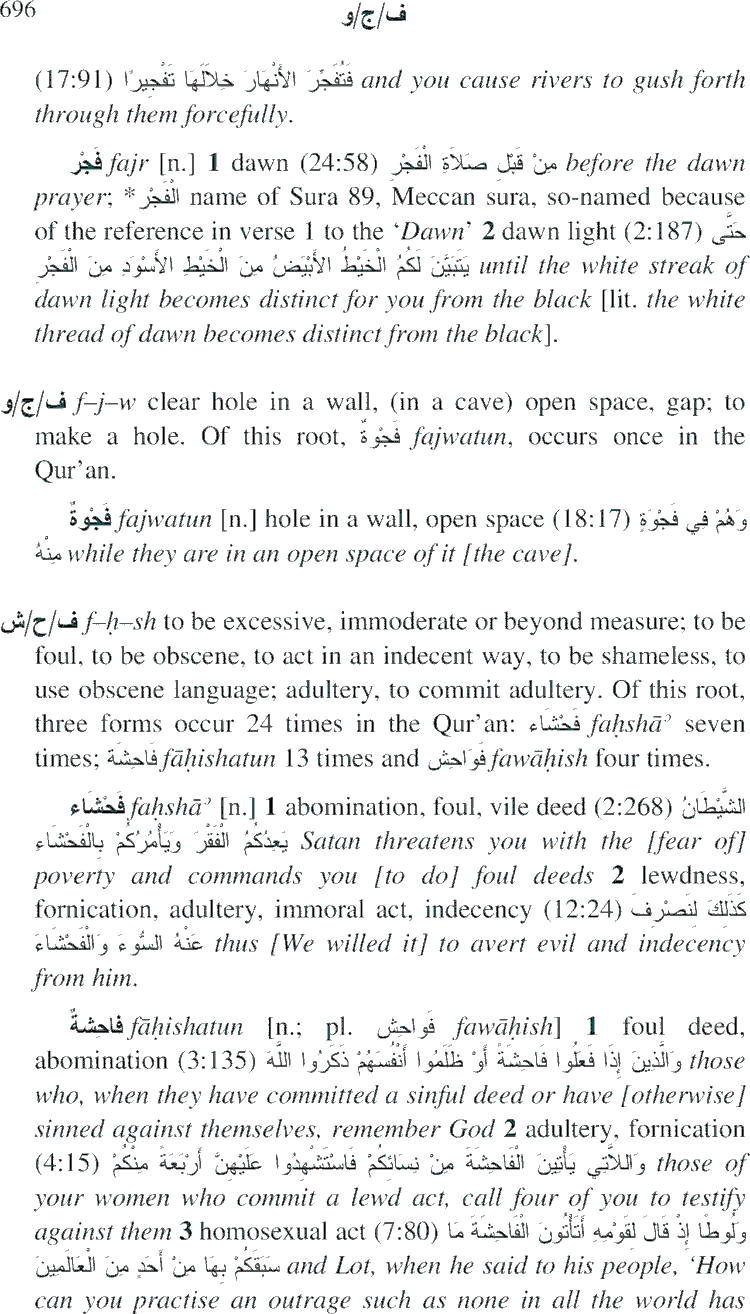 696 ف/ج/و
(17:91) فَتُفَجِّرَ الأَنْهَارَ خِلاَلَهَا تَفْجِيرًا and you cause rivers to gush forth
through them forcefully.
فَجْر fajr [n.] 1 dawn (24:58) مِنْ قَبْلِ صَلاَةِ الْفَجْرِ before the dawn
prayer; *الْفَجْر name of Sura 89, Meccan sura, so-named because
of the reference in verse 1 to the ‘Dawn’ 2 dawn light (2:187) حَتَّى
يَتَبَيَّنَ لَكُمُ الْخَيْطُ الأَبْيَضُ مِنَ الْخَيْطِ الأَسْوَدِ مِنَ الْفَجْرِ until the white streak of
dawn light becomes distinct for you from the black [lit. the white
thread of dawn becomes distinct from the black].
ف/ج/و f–j–w clear hole in a wall, (in a cave) open space, gap; to
make a hole. Of this root, فَجْوَةٌ fajwatun, occurs once in the
Qur’an.
فَجْوَةٌ fajwatun [n.] hole in a wall, open space (18:17) وَهُمْ فِي فَجْوَةٍ
مِنْهُ while they are in an open space of it [the cave].
ف/ح/ش f–ḥ–sh to be excessive, immoderate or beyond measure; to be
foul, to be obscene, to act in an indecent way, to be shameless, to
use obscene language; adultery, to commit adultery. Of this root,
three forms occur 24 times in the Qur’an: فَحْشَاء faḥshāʾ seven
times; فَاحِشَة fāḥishatun 13 times and فَوَاحِش fawāḥish four times.
فَحْشَاء faḥshāʾ [n.] 1 abomination, foul, vile deed (2:268) الشَّيْطَانُ
يَعِدُكُمُ الْفَقْرَ وَيَأْمُرُكُمْ بِالْفَحْشَاءِ Satan threatens you with the [fear of]
poverty and commands you [to do] foul deeds 2 lewdness,
fornication, adultery, immoral act, indecency (12:24) كَذَلِكَ لِنَصْرِفَ
عَنْهُ السُّوءَ وَالْفَحْشَاءَ thus [We willed it] to avert evil and indecency
from him.
فاحِشةٌ fāḥishatun [n.; pl. فَواحِش fawāḥish] 1 foul deed,
abomination (3:135) وَالَّذِينَ إِذَا فَعَلُوا فَاحِشَةً أَوْ ظَلَمُوا أَنْفُسَهُمْ ذَكَرُوا اللَّهَ those
who, when they have committed a sinful deed or have [otherwise]
sinned against themselves, remember God 2 adultery, fornication
(4:15) وَاللاَّتِي يَأْتِينَ الْفَاحِشَةَ مِنْ نِسَائِكُمْ فَاسْتَشْهِدُوا عَلَيْهِنَّ أَرْبَعَةً مِنْكُمْ those of
your women who commit a lewd act, call four of you to testify
against them 3 homosexual act (7:80) وَلُوطًا إِذْ قَالَ لِقَوْمِهِ أَتَأْتُونَ الْفَاحِشَةَ مَا
سَبَقَكُمْ بِهَا مِنْ أَحَدٍ مِنَ الْعَالَمِينَ and Lot, when he said to his people, ‘How
can you practise an outrage such as none in all the world has